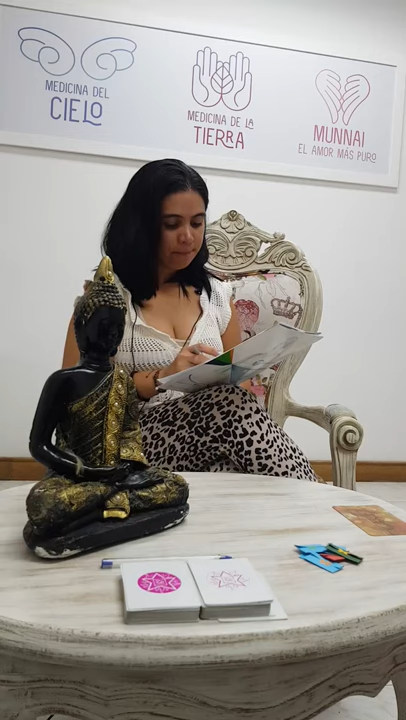 MEDICINA DEL
CIELO
MEDICINA DE LA
TIERRA
MUNNAI
EL AMOR MÁS PURO